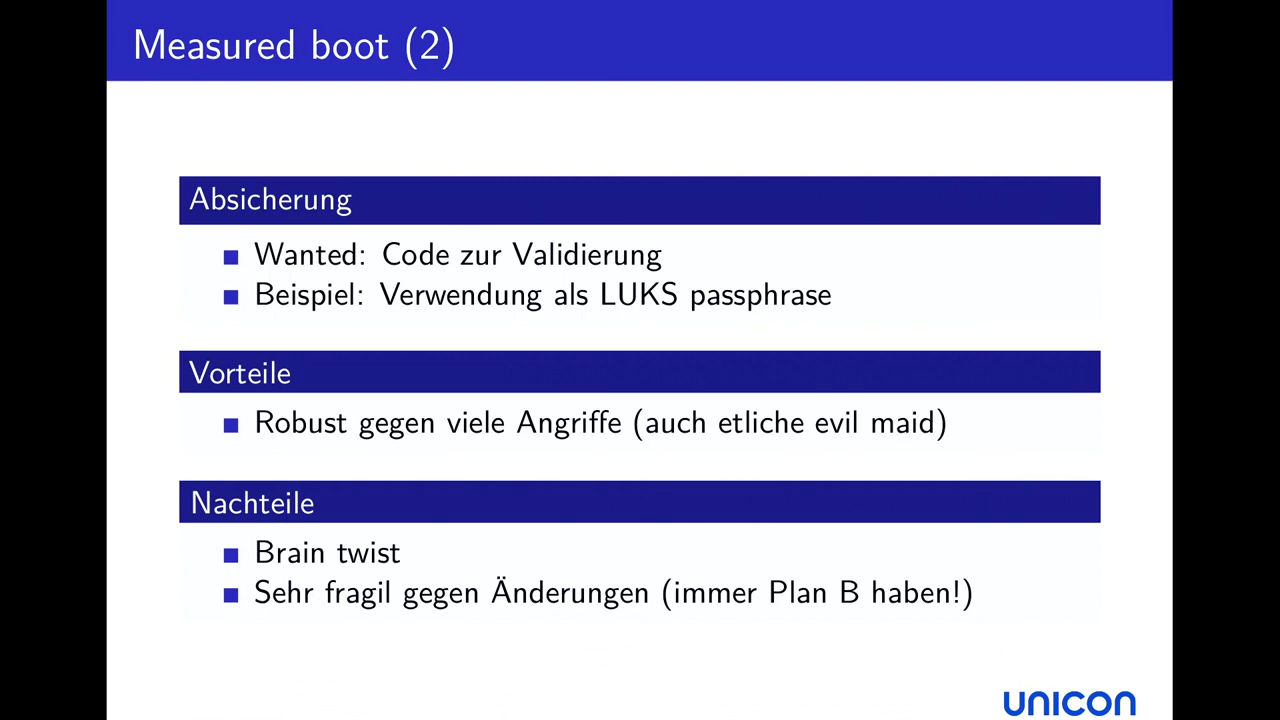 Measured boot (2)
Absicherung
Wanted: Code zur Validierung
Beispiel: Verwendung als LUKS passphrase
Vorteile
Robust gegen viele Angriffe (auch etliche evil maid)
Nachteile
Brain twist
Sehr fragil gegen Änderungen (immer Plan B haben!)
unicon